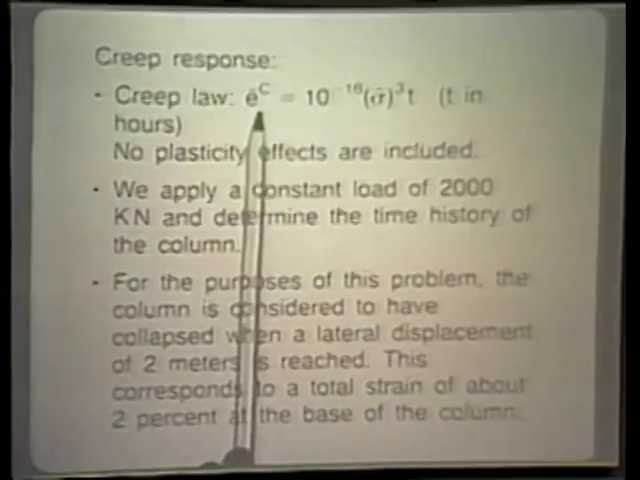 Creep response:
• Creep law: ēᶜ = 10⁻¹⁶(σ̄)³t (t in
hours)
No plasticity effects are included.
• We apply a constant load of 2000
KN and determine the time history of
the column.
• For the purposes of this problem, the
column is considered to have
collapsed when a lateral displacement
of 2 meters is reached. This
corresponds to a total strain of about
2 percent at the base of the column.